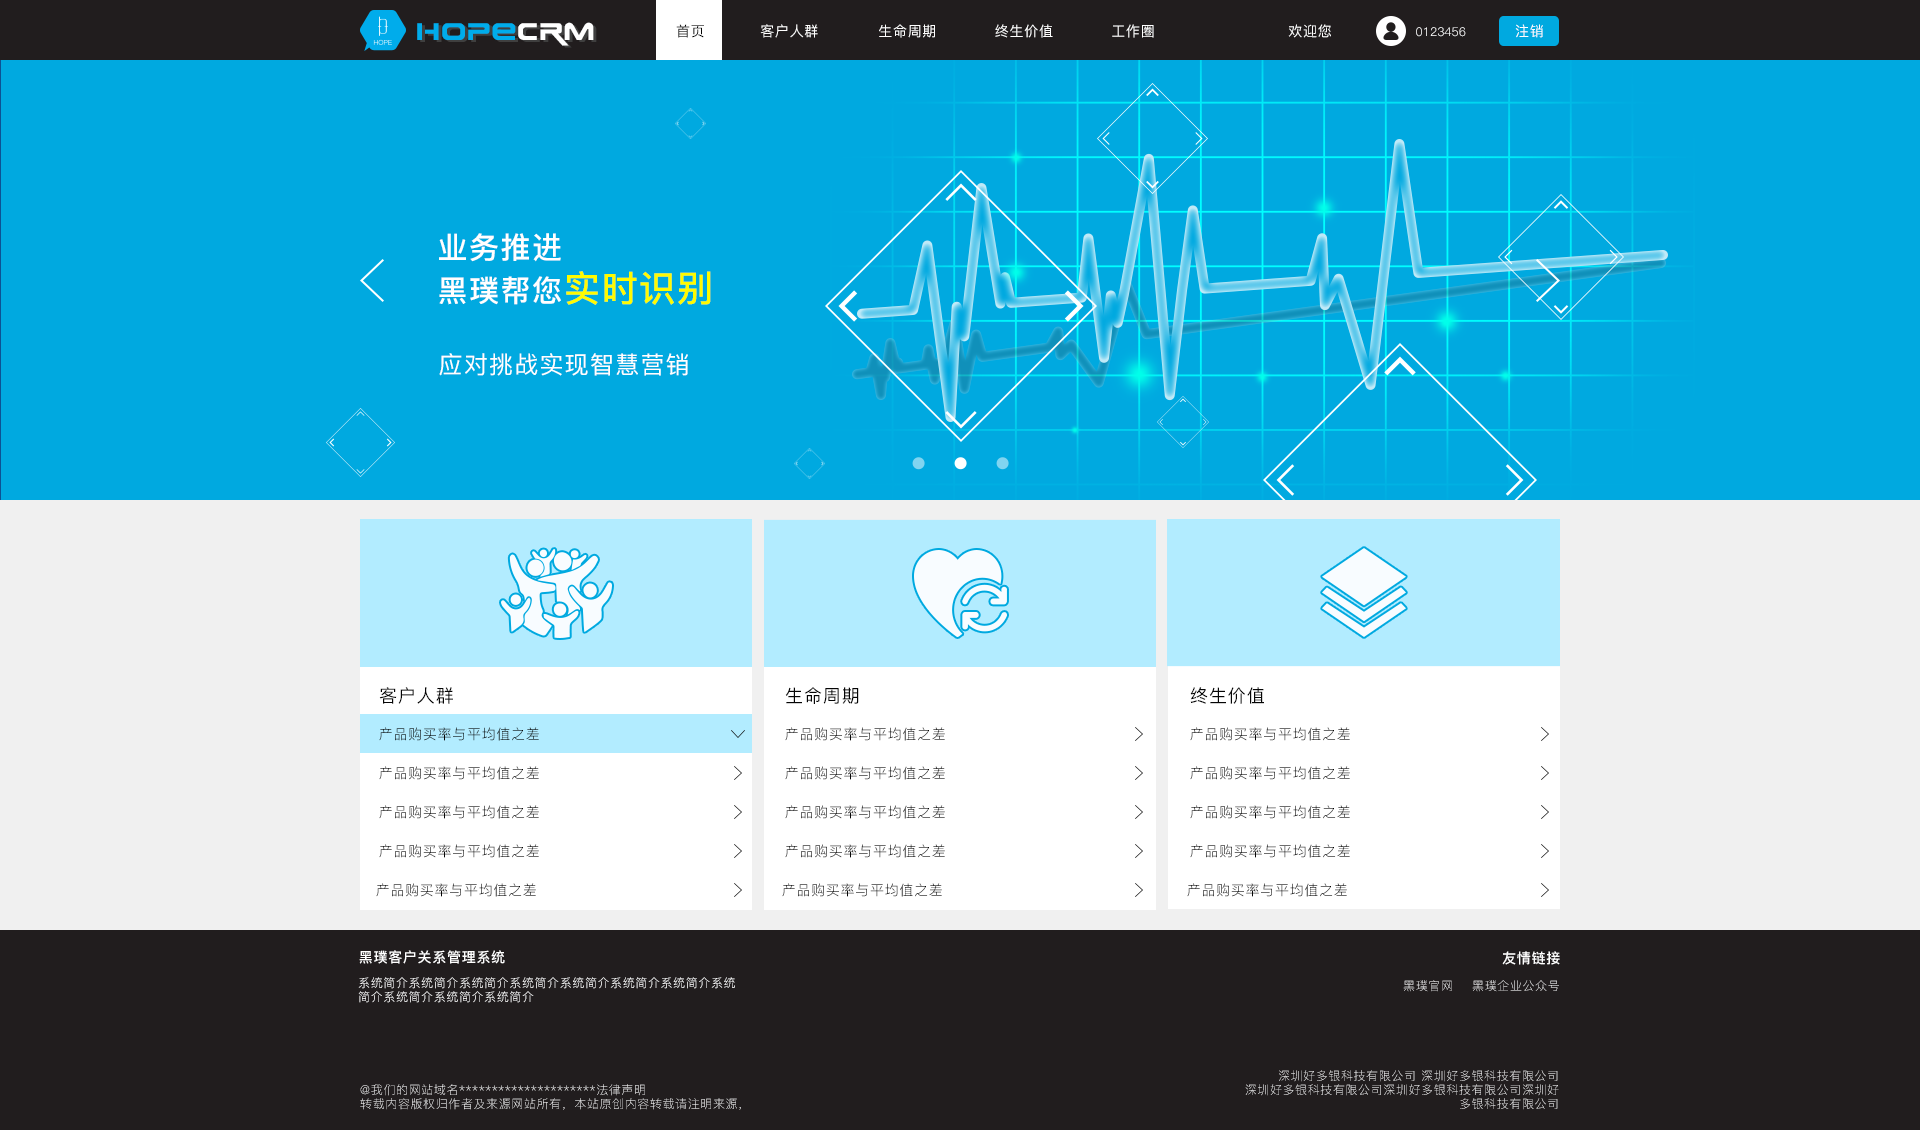 HOPE HOPECRM 首页 客户人群 生命周期 终生价值 工作圈 欢迎您 0123456 注销
业务推进
黑璞帮您实时识别
应对挑战实现智慧营销
客户人群
产品购买率与平均值之差
产品购买率与平均值之差
产品购买率与平均值之差
产品购买率与平均值之差
产品购买率与平均值之差
生命周期
产品购买率与平均值之差
产品购买率与平均值之差
产品购买率与平均值之差
产品购买率与平均值之差
产品购买率与平均值之差
终生价值
产品购买率与平均值之差
产品购买率与平均值之差
产品购买率与平均值之差
产品购买率与平均值之差
产品购买率与平均值之差
黑璞客户关系管理系统
系统简介系统简介系统简介系统简介系统简介系统简介系统简介系统
简介系统简介系统简介系统简介
友情链接
黑璞官网 黑璞企业公众号
@我们的网站域名*********************法律声明
转载内容版权归作者及来源网站所有，本站原创内容转载请注明来源，
深圳好多银科技有限公司 深圳好多银科技有限公司
深圳好多银科技有限公司深圳好多银科技有限公司深圳好
多银科技有限公司